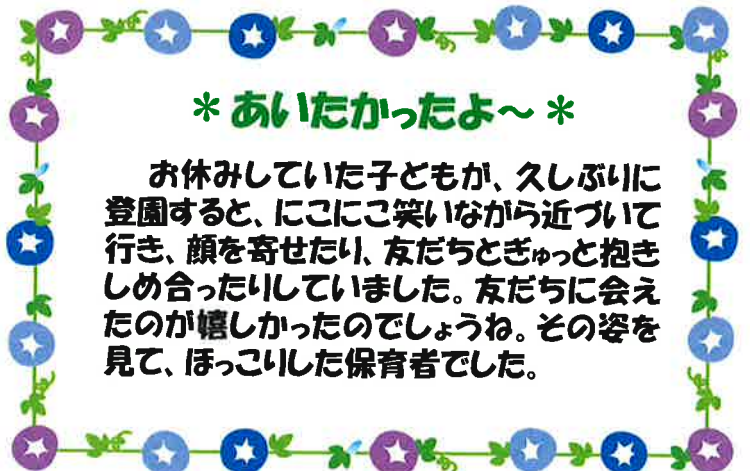 ＊あいたかったよ～＊
お休みしていた子どもが、久しぶりに
登園すると、にこにこ笑いながら近づいて
行き、顔を寄せたり、友だちとぎゅっと抱き
しめ合ったりしていました。友だちに会え
たのが嬉しかったのでしょうね。その姿を
見て、ほっこりした保育者でした。